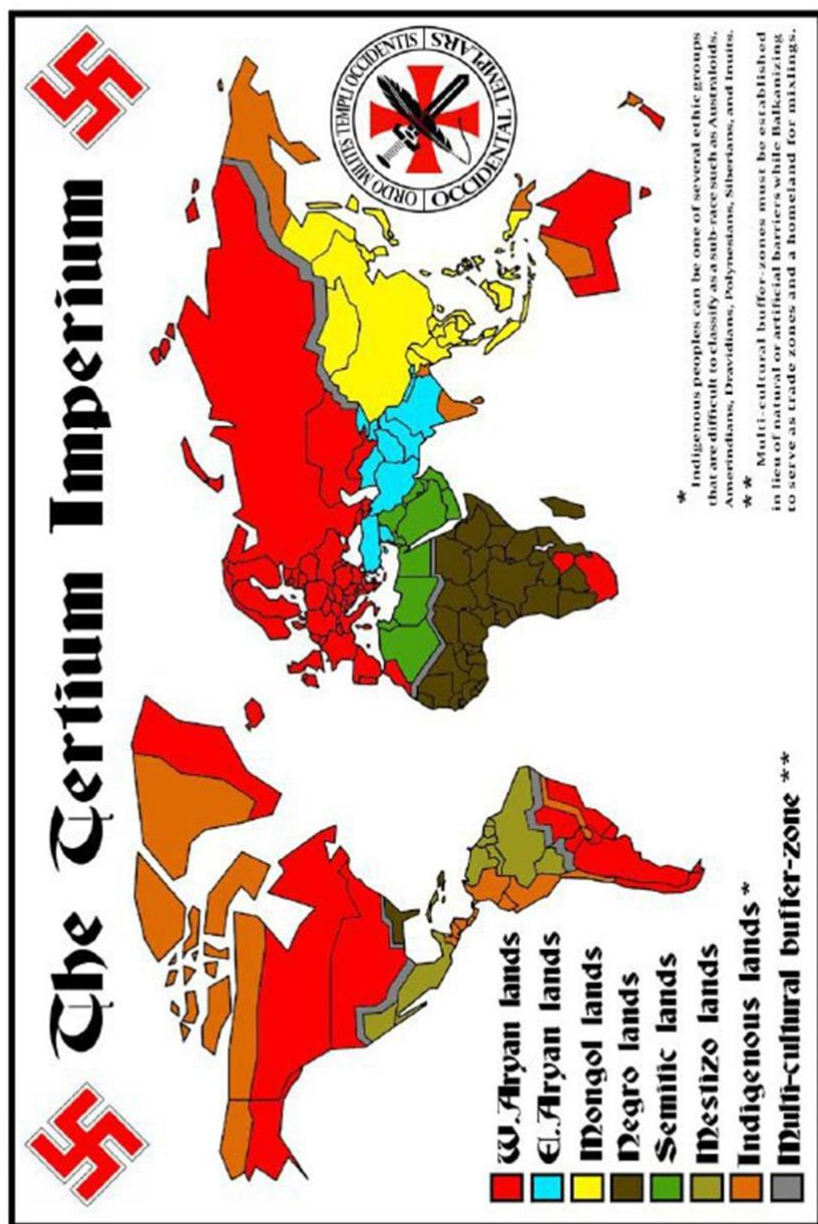 The Tertium Imperium
ORDO MILITES TEMPLI OCCIDENTIS
OCCIDENTAL TEMPLARS
W.Aryan lands
E.Aryan lands
Mongol lands
Negro lands
Semitic lands
Mestizo lands
Indigenous lands*
Multi-cultural buffer-zone **
* Indigenous peoples can be one of several ethic groups
that are difficult to classify as a sub-race such as Australoids,
Amerindians, Dravidians, Polynesians, Siberians, and Inuits.
** Multi-cultural buffer-zones must be established
in lieu of natural or artificial barriers while Balkanizing
to serve as trade zones and a homeland for mixlings.